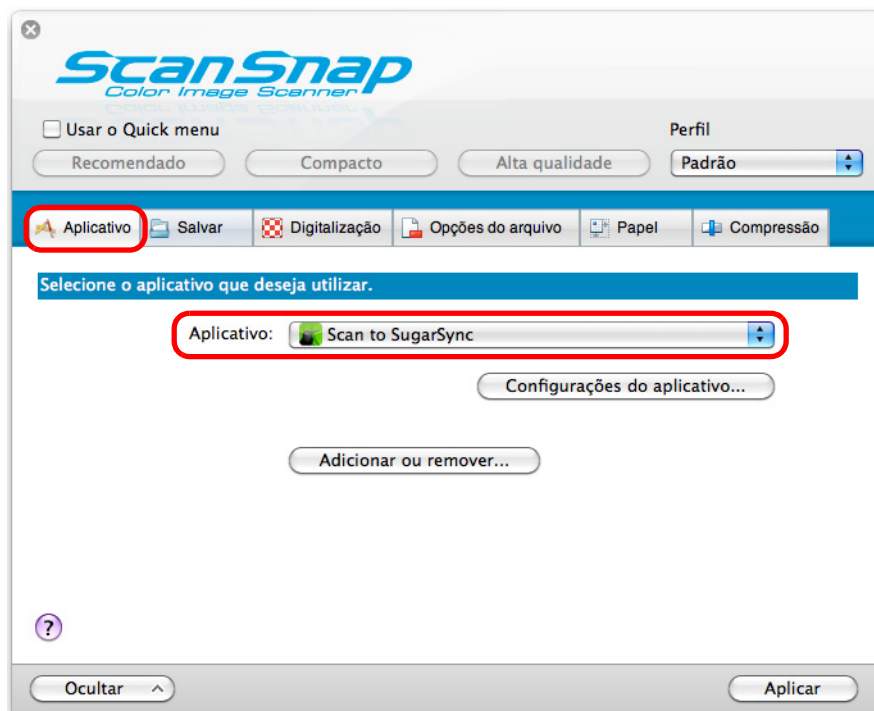 ScanSnap
Color Image Scanner
Usar o Quick menu
Perfil
Recomendado Compacto Alta qualidade Padrão
Aplicativo Salvar Digitalização Opções do arquivo Papel Compressão
Selecione o aplicativo que deseja utilizar.
Aplicativo: Scan to SugarSync
Configurações do aplicativo...
Adicionar ou remover...
?
Ocultar Aplicar